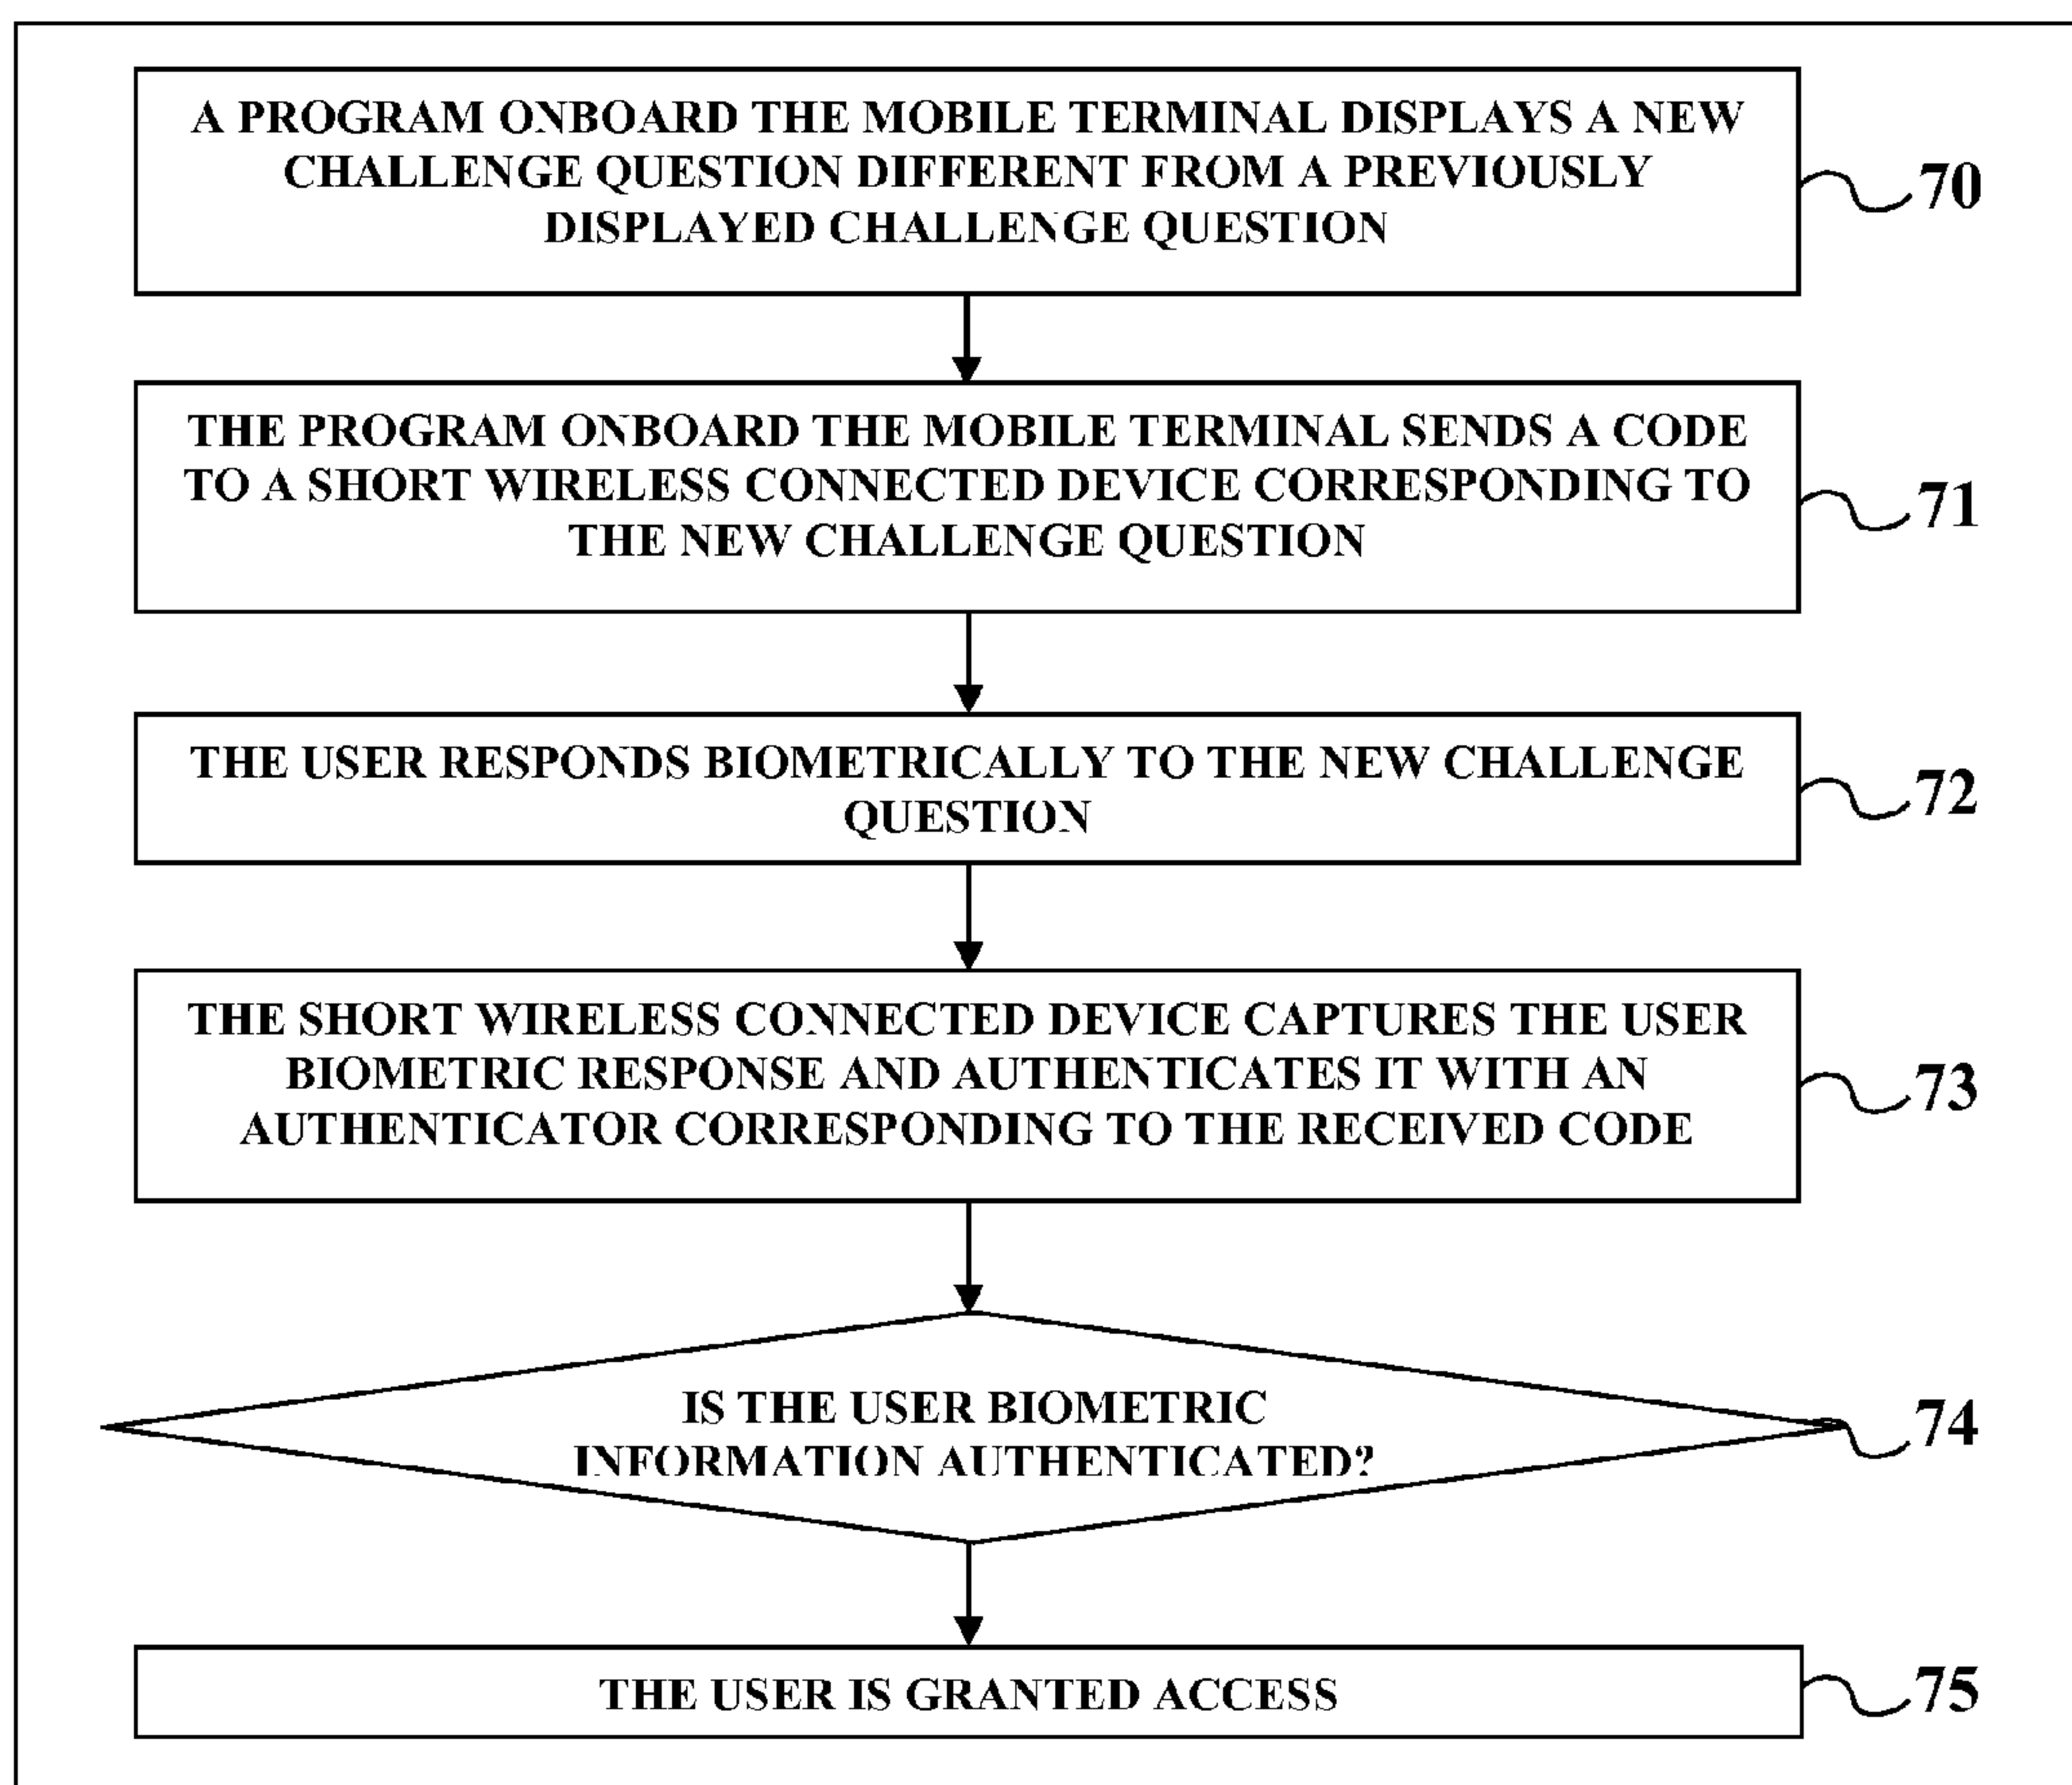 A PROGRAM ONBOARD THE MOBILE TERMINAL DISPLAYS A NEW
CHALLENGE QUESTION DIFFERENT FROM A PREVIOUSLY
DISPLAYED CHALLENGE QUESTION
70
THE PROGRAM ONBOARD THE MOBILE TERMINAL SENDS A CODE
TO A SHORT WIRELESS CONNECTED DEVICE CORRESPONDING TO
THE NEW CHALLENGE QUESTION
71
THE USER RESPONDS BIOMETRICALLY TO THE NEW CHALLENGE
QUESTION
72
THE SHORT WIRELESS CONNECTED DEVICE CAPTURES THE USER
BIOMETRIC RESPONSE AND AUTHENTICATES IT WITH AN
AUTHENTICATOR CORRESPONDING TO THE RECEIVED CODE
73
IS THE USER BIOMETRIC
INFORMATION AUTHENTICATED?
74
THE USER IS GRANTED ACCESS
75